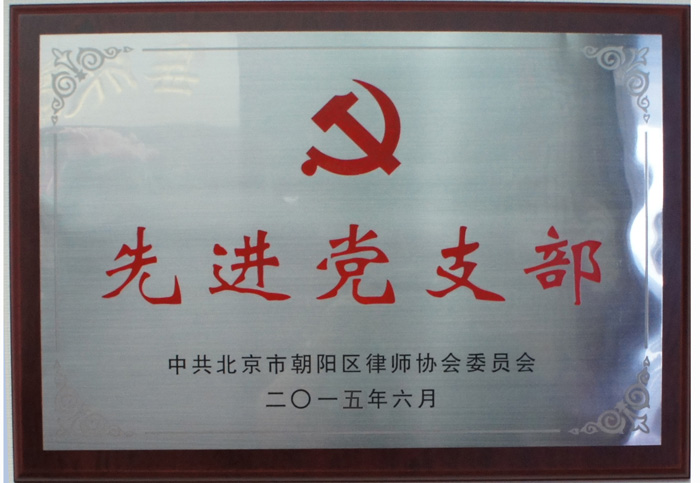 先进党支部
中共北京市朝阳区律师协会委员会
二〇一五年六月